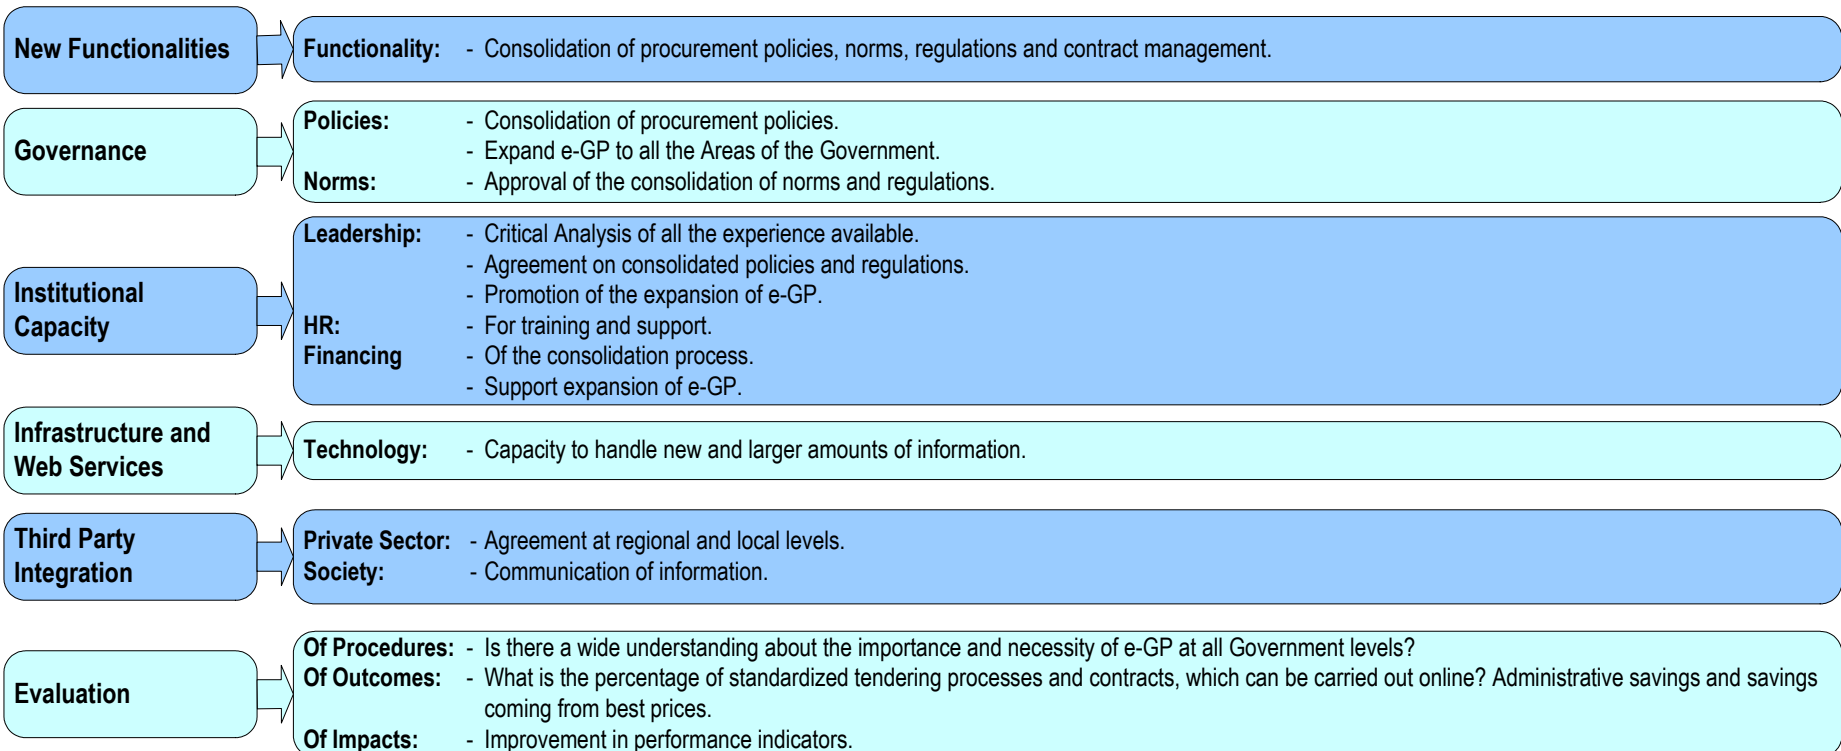 New Functionalities
Functionality: - Consolidation of procurement policies, norms, regulations and contract management.
Governance
Policies: - Consolidation of procurement policies.
- Expand e-GP to all the Areas of the Government.
Norms: - Approval of the consolidation of norms and regulations.
Institutional
Capacity
Leadership: - Critical Analysis of all the experience available.
- Agreement on consolidated policies and regulations.
- Promotion of the expansion of e-GP.
HR: - For training and support.
Financing - Of the consolidation process.
- Support expansion of e-GP.
Infrastructure and
Web Services
Technology: - Capacity to handle new and larger amounts of information.
Third Party
Integration
Private Sector: - Agreement at regional and local levels.
Society: - Communication of information.
Evaluation
Of Procedures: - Is there a wide understanding about the importance and necessity of e-GP at all Government levels?
Of Outcomes: - What is the percentage of standardized tendering processes and contracts, which can be carried out online? Administrative savings and savings
coming from best prices.
Of Impacts: - Improvement in performance indicators.